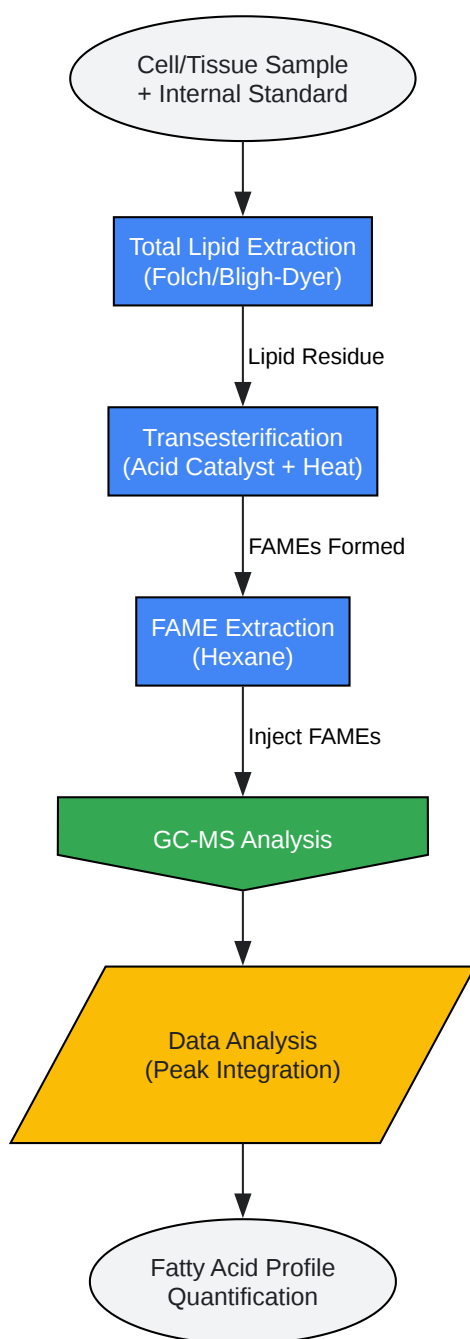 Cell/Tissue Sample
+ Internal Standard
Total Lipid Extraction
(Folch/Bligh-Dyer)
Lipid Residue
Transesterification
(Acid Catalyst + Heat)
FAMEs Formed
FAME Extraction
(Hexane)
Inject FAMEs
GC-MS Analysis
Data Analysis
(Peak Integration)
Fatty Acid Profile
Quantification